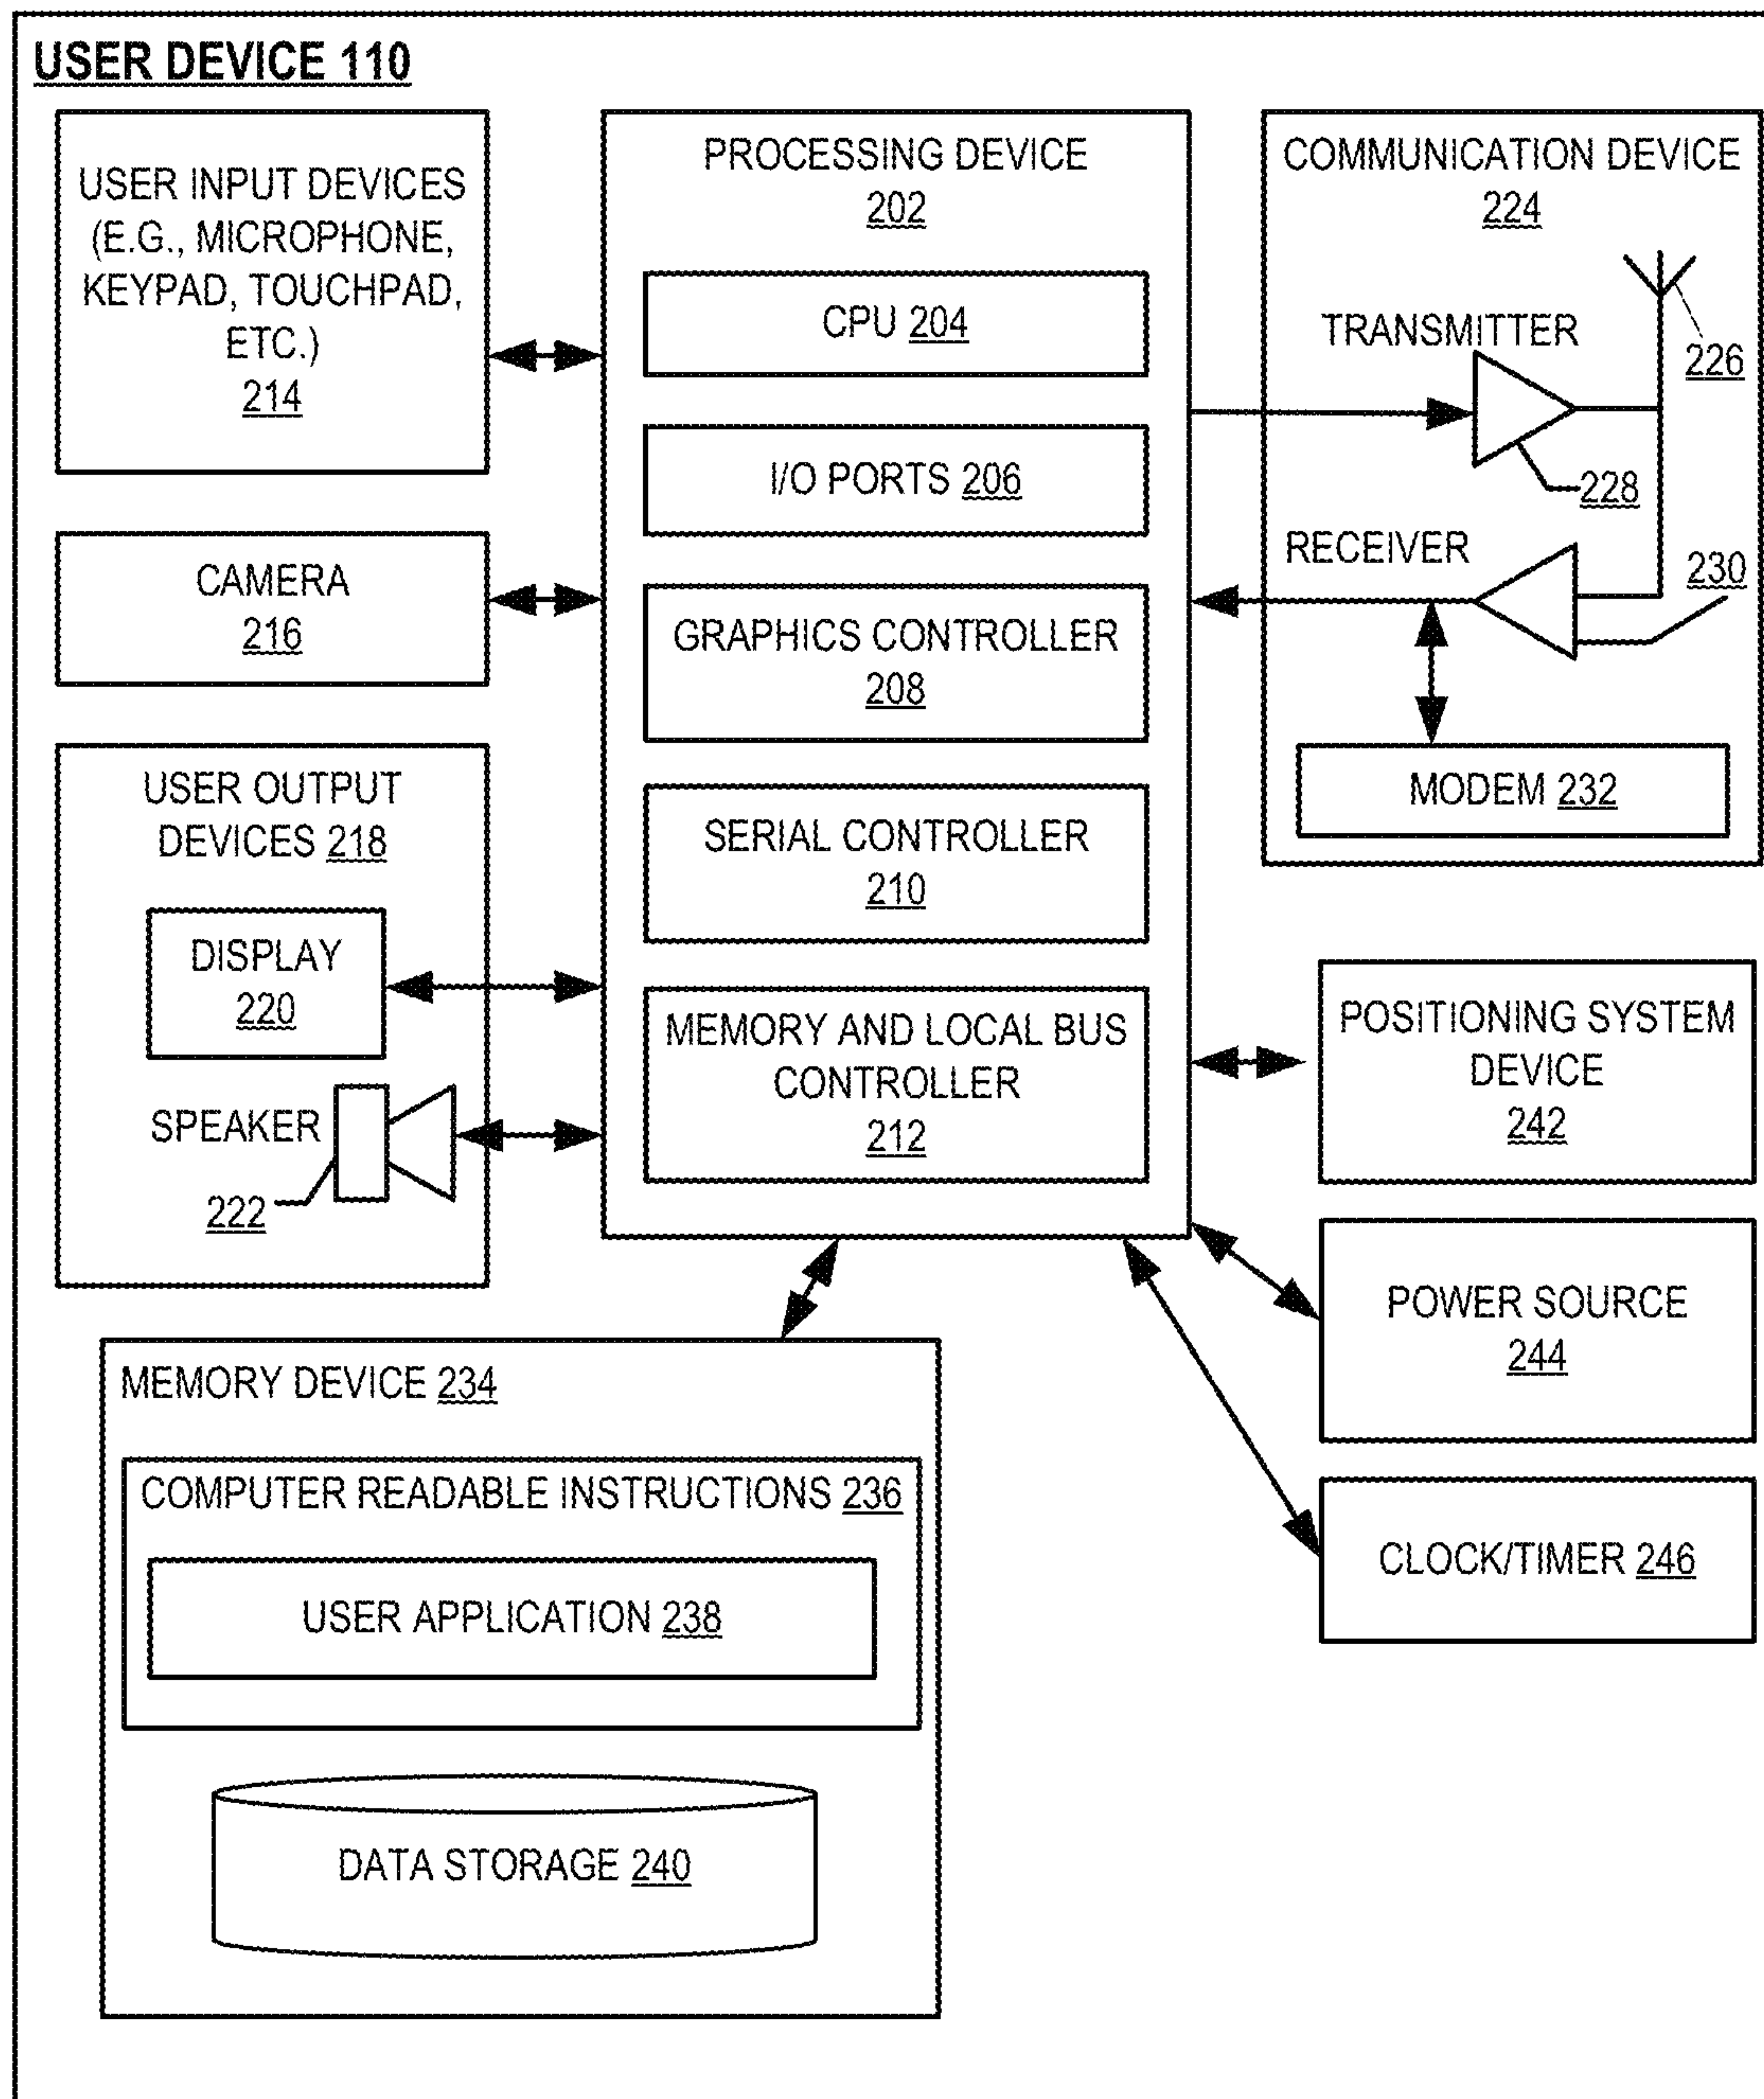 USER DEVICE 110
USER INPUT DEVICES
(E.G., MICROPHONE,
KEYPAD, TOUCHPAD,
ETC.)
214
CAMERA
216
USER OUTPUT
DEVICES 218
DISPLAY
220
SPEAKER
222
PROCESSING DEVICE
202
CPU 204
I/O PORTS 206
GRAPHICS CONTROLLER
208
SERIAL CONTROLLER
210
MEMORY AND LOCAL BUS
CONTROLLER
212
COMMUNICATION DEVICE
224
TRANSMITTER
226
228
RECEIVER
230
MODEM 232
POSITIONING SYSTEM
DEVICE
242
POWER SOURCE
244
CLOCK/TIMER 246
MEMORY DEVICE 234
COMPUTER READABLE INSTRUCTIONS 236
USER APPLICATION 238
DATA STORAGE 240